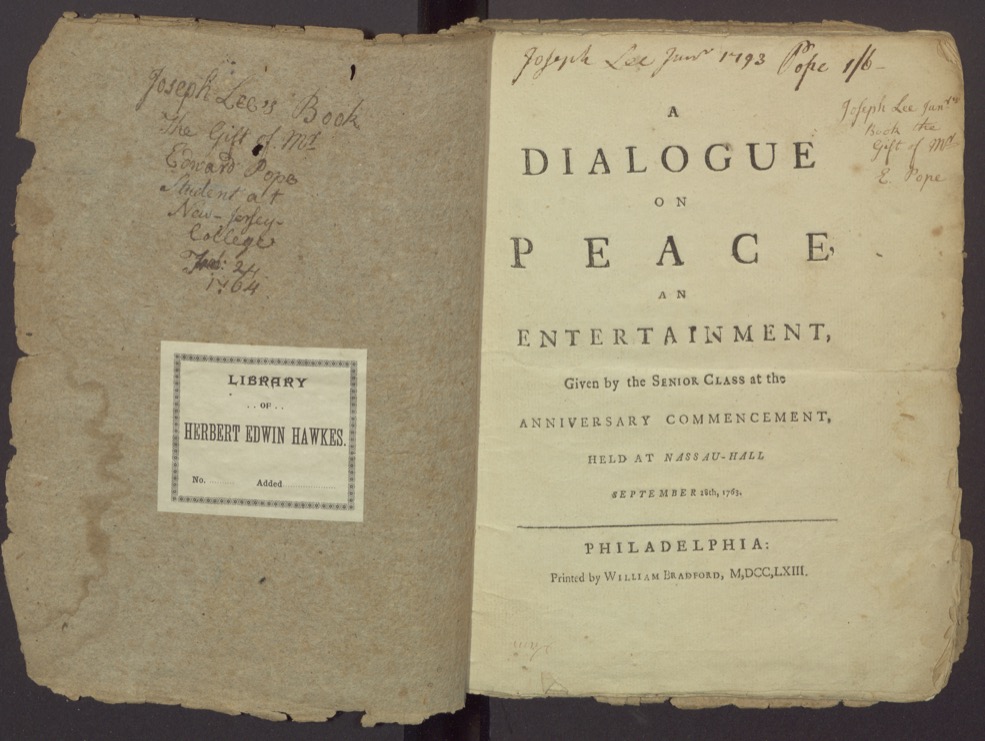 Joseph Lee's Book
The Gift of Mr
Edward Pope
Student at
New-Jersey-
College
24
1764
LIBRARY
..OF..
HERBERT EDWIN HAWKES.
No. ........ Added ................
Joseph Lee Junr 1793 Pope 1/6-
Joseph Lee Junr
Book the
Gift of Mr
E. Pope
A
DIALOGUE
ON
PEACE,
AN
ENTERTAINMENT,
Given by the SENIOR CLASS at the
ANNIVERSARY COMMENCEMENT,
HELD AT NASSAU-HALL
SEPTEMBER 28th, 1763.
PHILADELPHIA:
Printed by WILLIAM BRADFORD, M,DCC,LXIII.